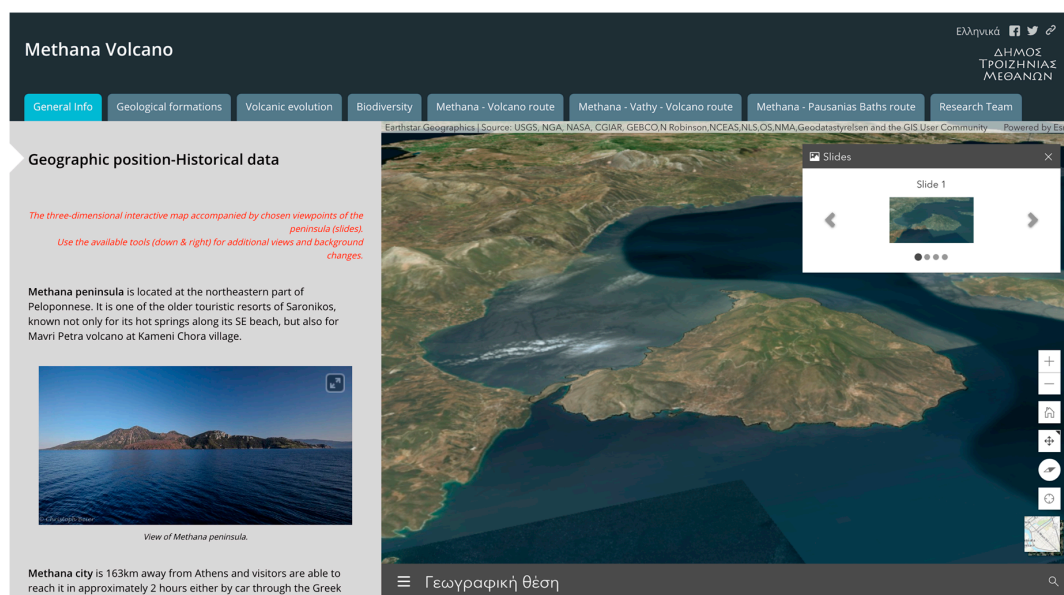 Ελληνικά
Methana Volcano
ΔΗΜΟΣ
ΤΡΟΙΖΗΝΙΑΣ
ΜΕΘΑΝΩΝ
General Info
Geological formations
Volcanic evolution
Biodiversity
Methana - Volcano route
Methana - Vathy - Volcano route
Methana - Pausanias Baths route
Research Team
Earthstar Geographics | Source: USGS, NGA, NASA, CGIAR, GEBCO,N Robinson,NCEAS,NLS,OS,NMA,Geodatastyrelsen and the GIS User Community
Powered by Esri
Geographic position-Historical data
The three-dimensional interactive map accompanied by chosen viewpoints of the
peninsula (slides).
Use the available tools (down & right) for additional views and background
changes.
Methana peninsula is located at the northeastern part of
Peloponnese. It is one of the older touristic resorts of Saronikos,
known not only for its hot springs along its SE beach, but also for
Mavri Petra volcano at Kameni Chora village.
© Christoph Bauer
View of Methana peninsula.
Methana city is 163km away from Athens and visitors are able to
reach it in approximately 2 hours either by car through the Greek
Slides
Slide 1
Γεωγραφική θέση